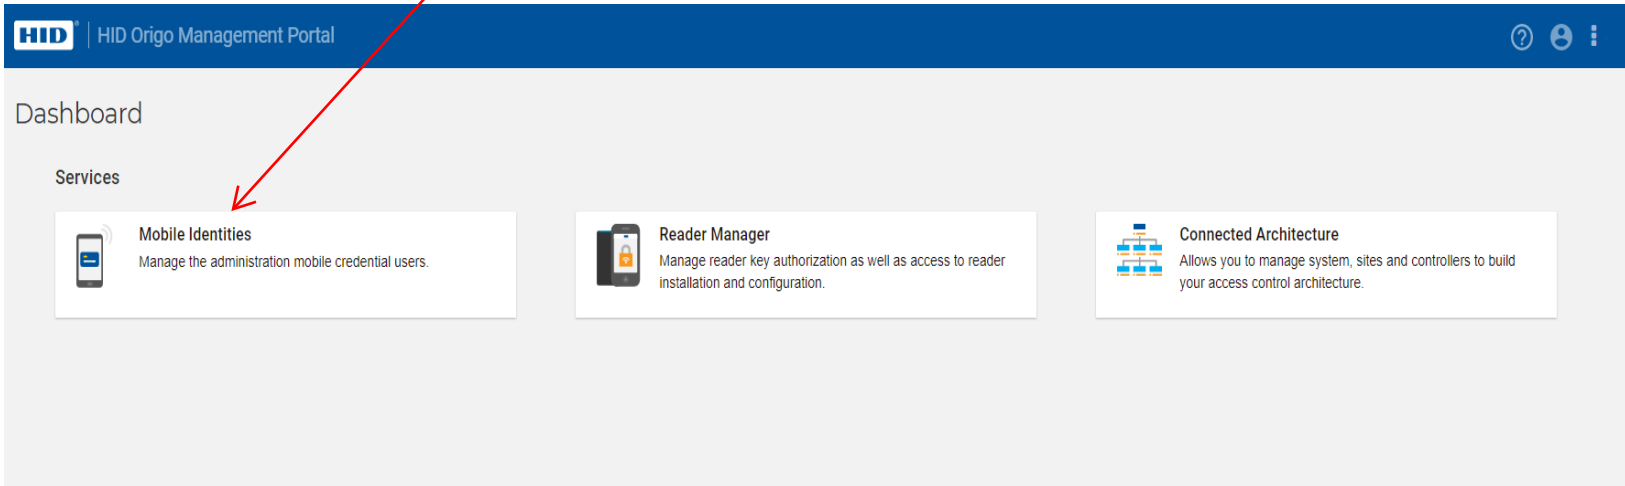 HID® | HID Origo Management Portal
Dashboard
Services
Mobile Identities
Manage the administration mobile credential users.
Reader Manager
Manage reader key authorization as well as access to reader
installation and configuration.
Connected Architecture
Allows you to manage system, sites and controllers to build
your access control architecture.